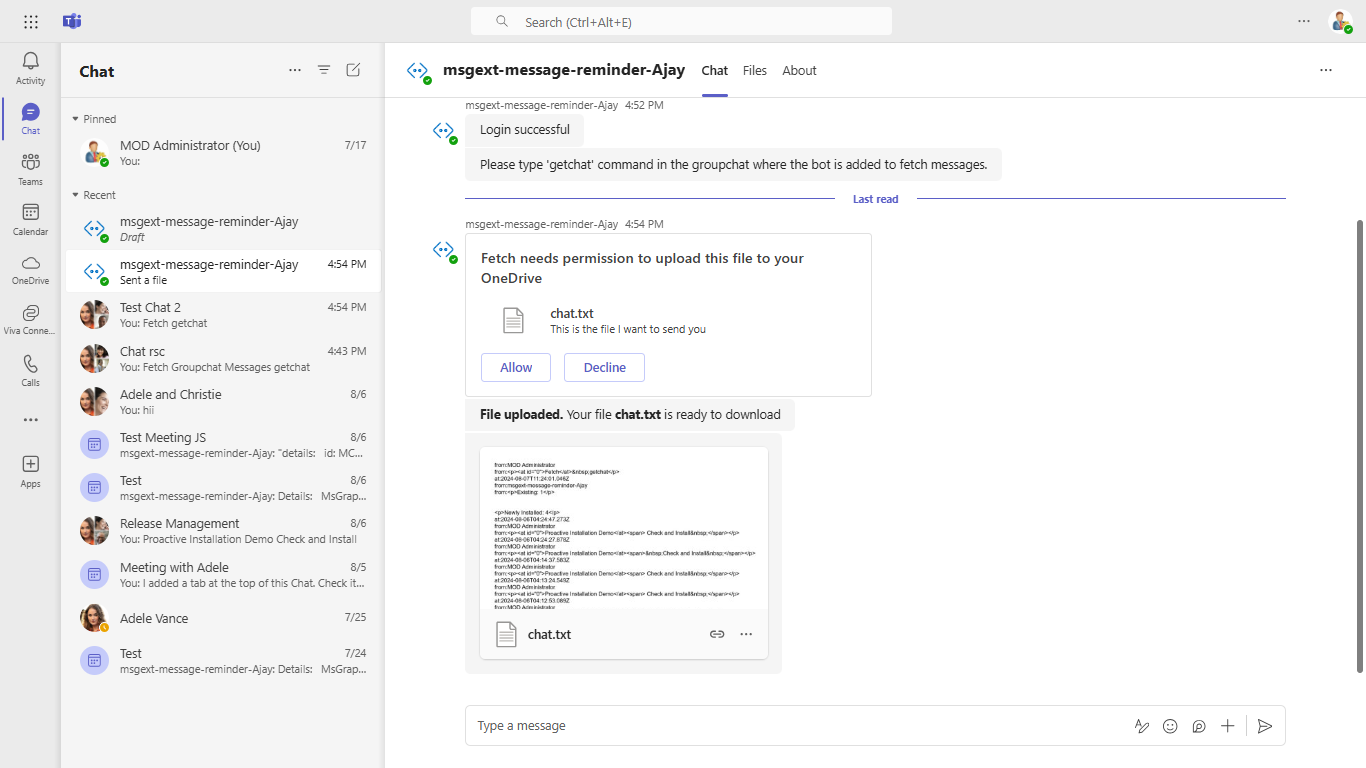 Search (Ctrl+Alt+E)
Activity
Chat
Teams
Calendar
OneDrive
Viva Conne...
Calls
Apps
Chat
Pinned
MOD Administrator (You) 7/17
You:
Recent
msgext-message-reminder-Ajay
Draft
msgext-message-reminder-Ajay 4:54 PM
Sent a file
Test Chat 2 4:54 PM
You: Fetch getchat
Chat rsc 4:43 PM
You: Fetch Groupchat Messages getchat
Adele and Christie 8/6
You: hii
Test Meeting JS 8/6
msgext-message-reminder-Ajay: "details: id: MC...
Test 8/6
msgext-message-reminder-Ajay: Details: MsGrap...
Release Management 8/6
You: Proactive Installation Demo Check and Install
Meeting with Adele 8/5
You: I added a tab at the top of this Chat. Check it...
Adele Vance 7/25
Test 7/24
msgext-message-reminder-Ajay: Details: MsGrap...
msgext-message-reminder-Ajay Chat Files About
msgext-message-reminder-Ajay 4:52 PM
Login successful
Please type 'getchat' command in the groupchat where the bot is added to fetch messages.
Last read
msgext-message-reminder-Ajay 4:54 PM
Fetch needs permission to upload this file to your
OneDrive
chat.txt
This is the file I want to send you
Allow Decline
File uploaded. Your file chat.txt is ready to download
from:MOD Administrator
from:<p><at id="0">Fetch</at>&nbsp;getchat</p>
at:2024-08-07T11:24:01.046Z
from:msgext-message-reminder-Ajay
from:<p>Existing: 1</p>
<p>Newly Installed: 4</p>
at:2024-08-06T04:24:47.273Z
from:MOD Administrator
from:<p><at id="0">Proactive Installation Demo</at><span> Check and Install&nbsp;</span></p>
at:2024-08-06T04:24:27.878Z
from:MOD Administrator
from:<p><at id="0">Proactive Installation Demo</at><span>&nbsp;Check and Install&nbsp;</span></p>
at:2024-08-06T04:14:37.583Z
from:MOD Administrator
from:<p><at id="0">Proactive Installation Demo</at><span> Check and Install&nbsp;</span></p>
at:2024-08-06T04:13:24.549Z
from:MOD Administrator
from:<p><at id="0">Proactive Installation Demo</at><span> Check and Install&nbsp;</span></p>
at:2024-08-06T04:12:53.089Z
from:MOD Administrator
chat.txt
Type a message